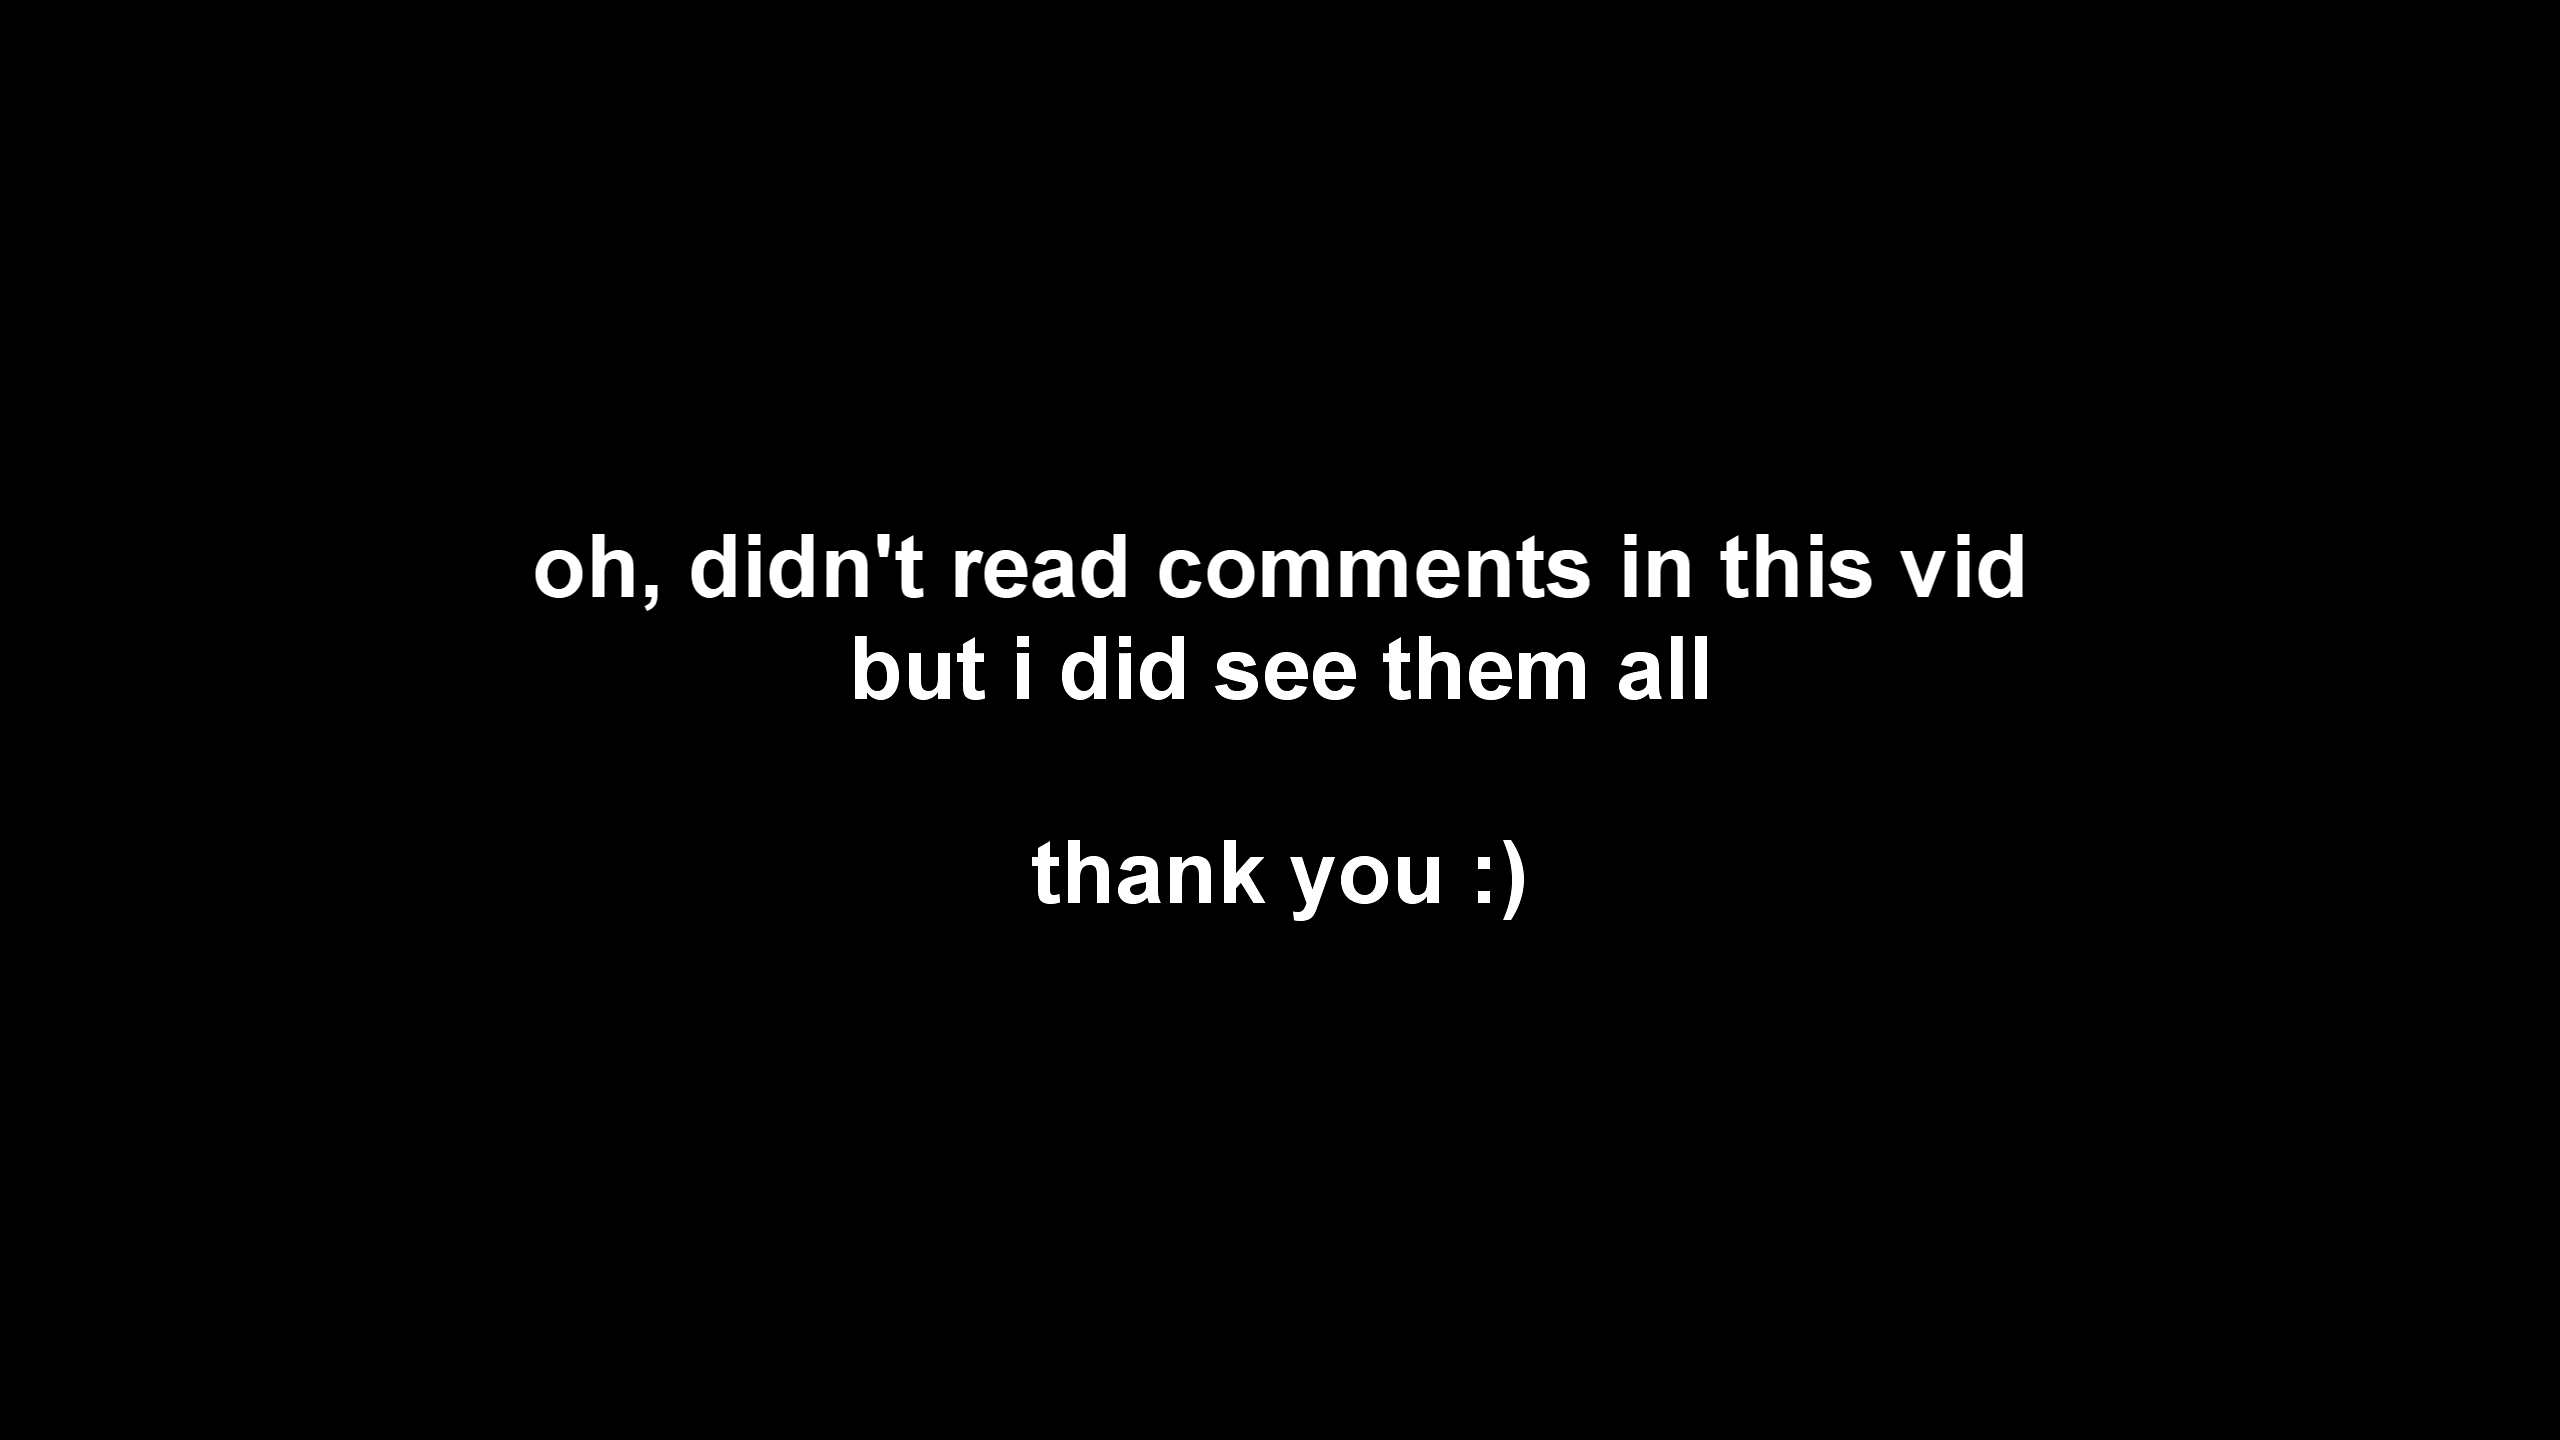 oh, didn't read comments in this vid
but i did see them all
thank you :)